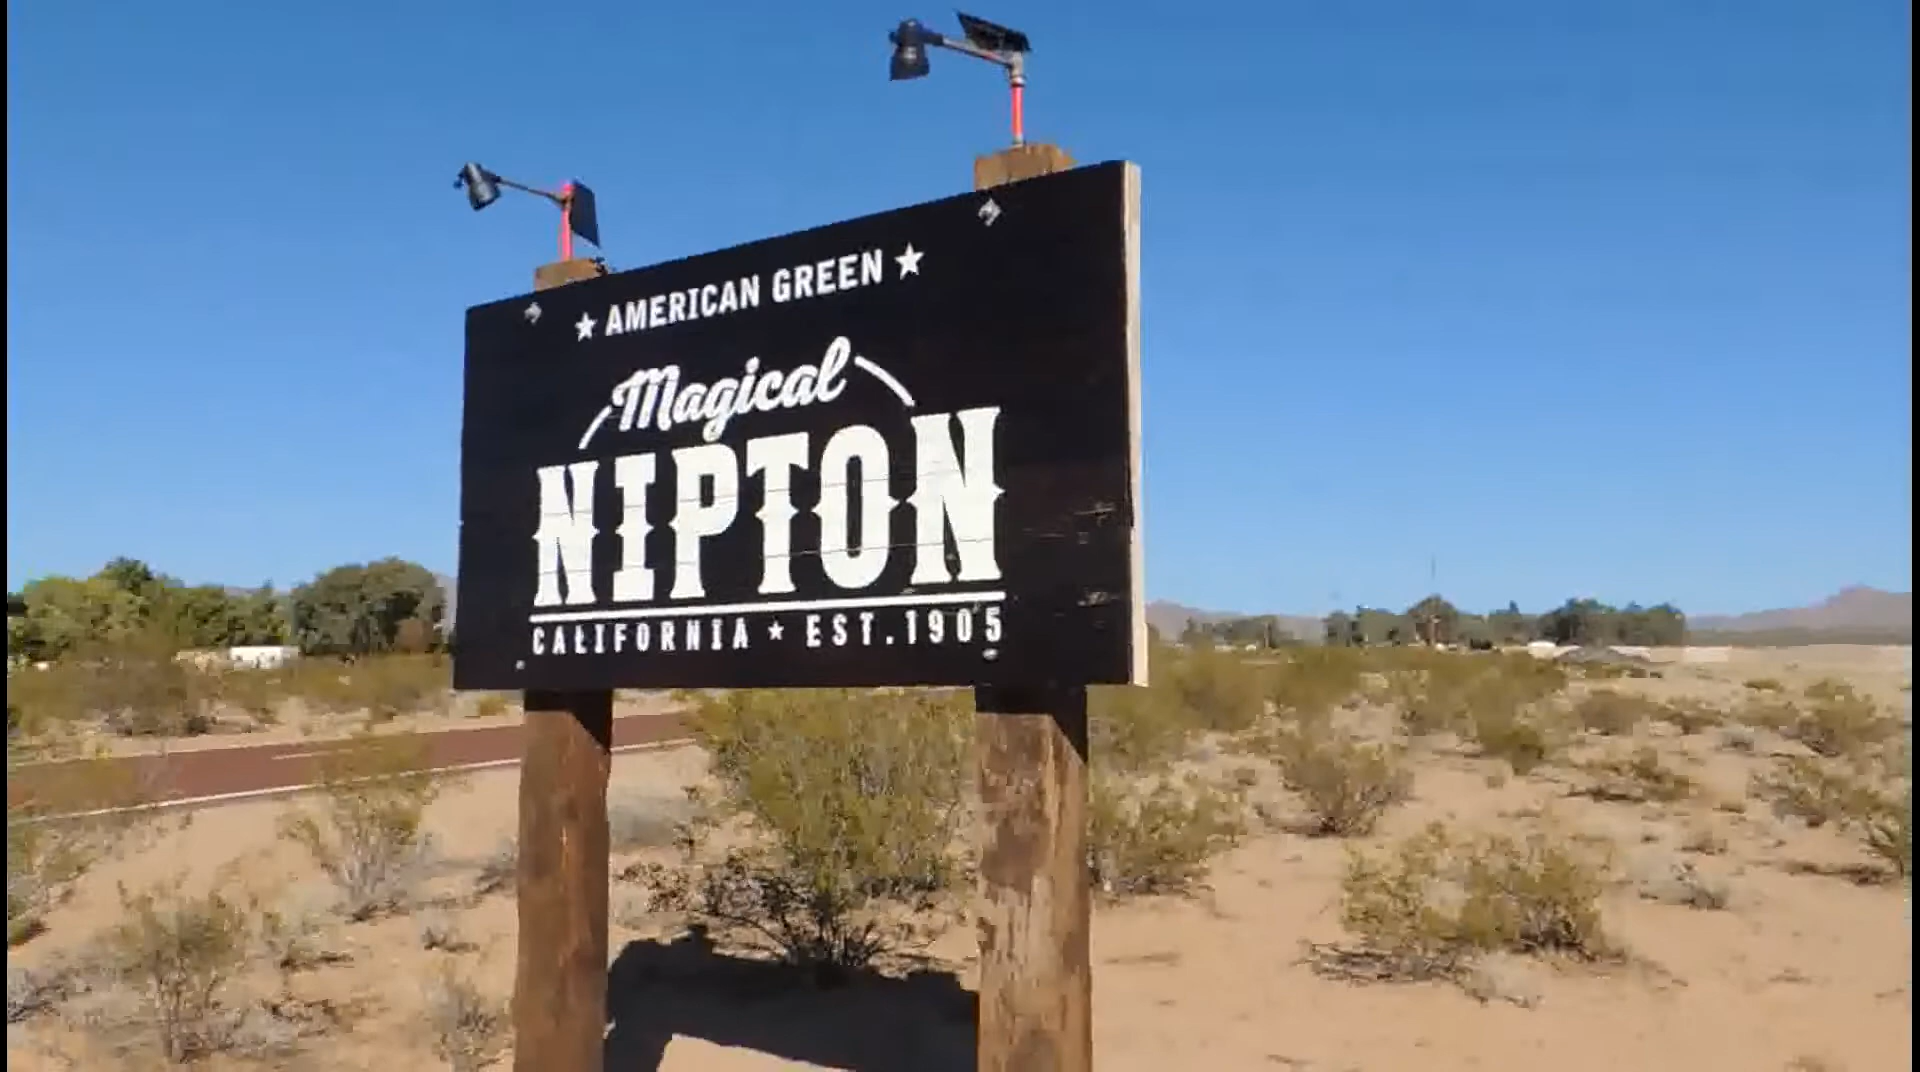 ★ AMERICAN GREEN ★
Magical
NIPTON
CALIFORNIA ★ EST. 1905